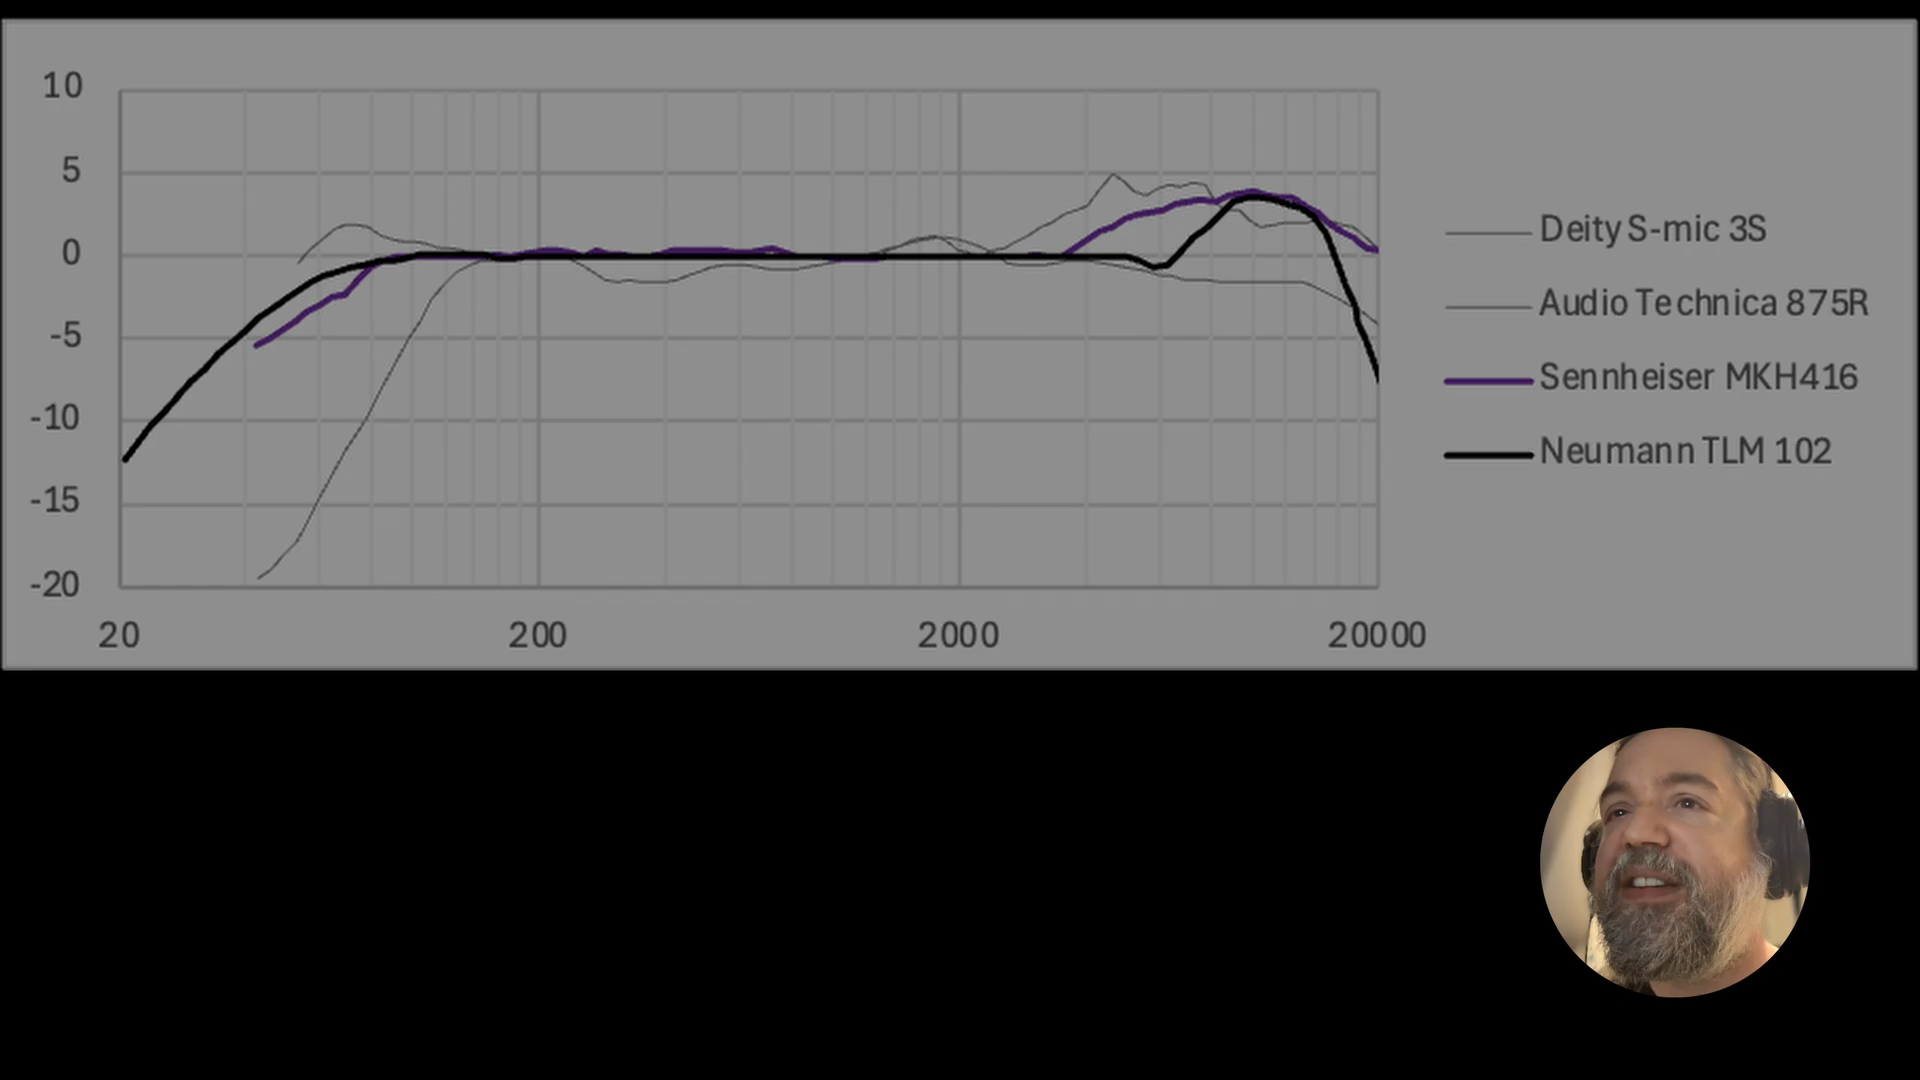 10
5
0
-5
-10
-15
-20
20 200 2000 20000
Deity S-mic 3S
Audio Technica 875R
Sennheiser MKH416
Neumann TLM 102